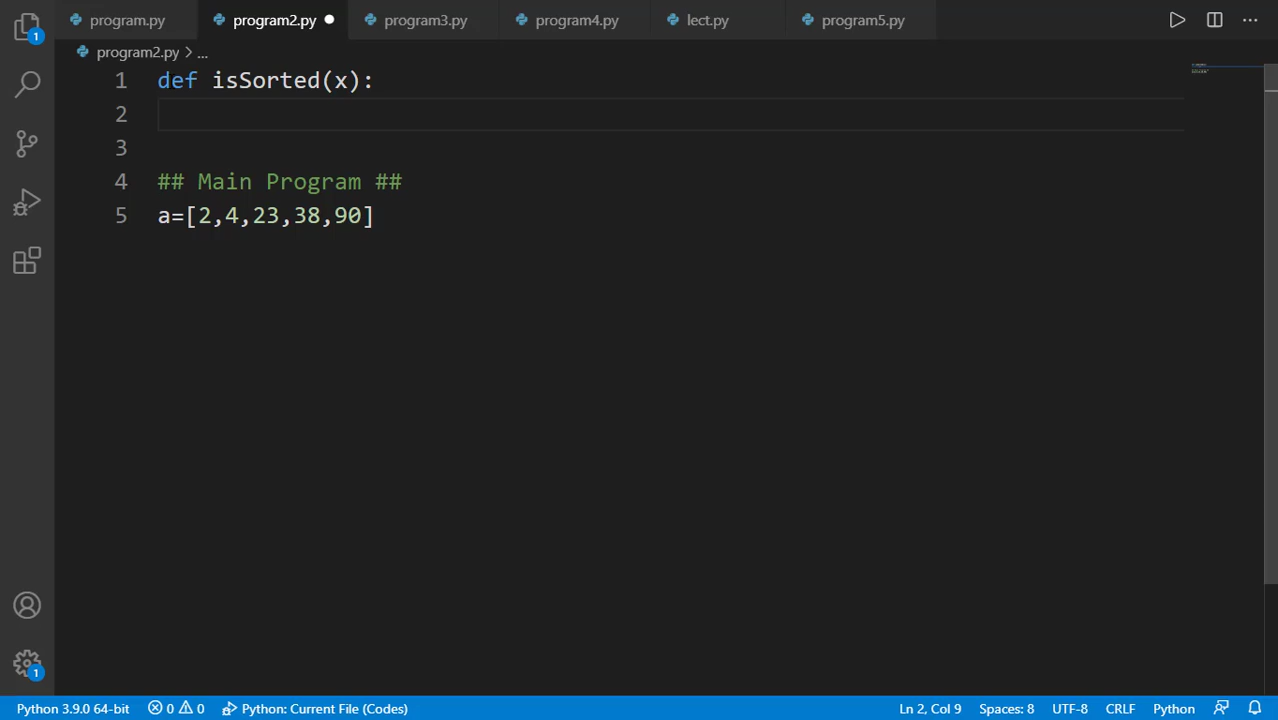 program.py program2.py program3.py program4.py lect.py program5.py
1
program2.py > ...
1 def isSorted(x):
2
3
4 ## Main Program ##
5 a=[2,4,23,38,90]
1
Python 3.9.0 64-bit 0 0 Python: Current File (Codes) Ln 2, Col 9 Spaces: 8 UTF-8 CRLF Python